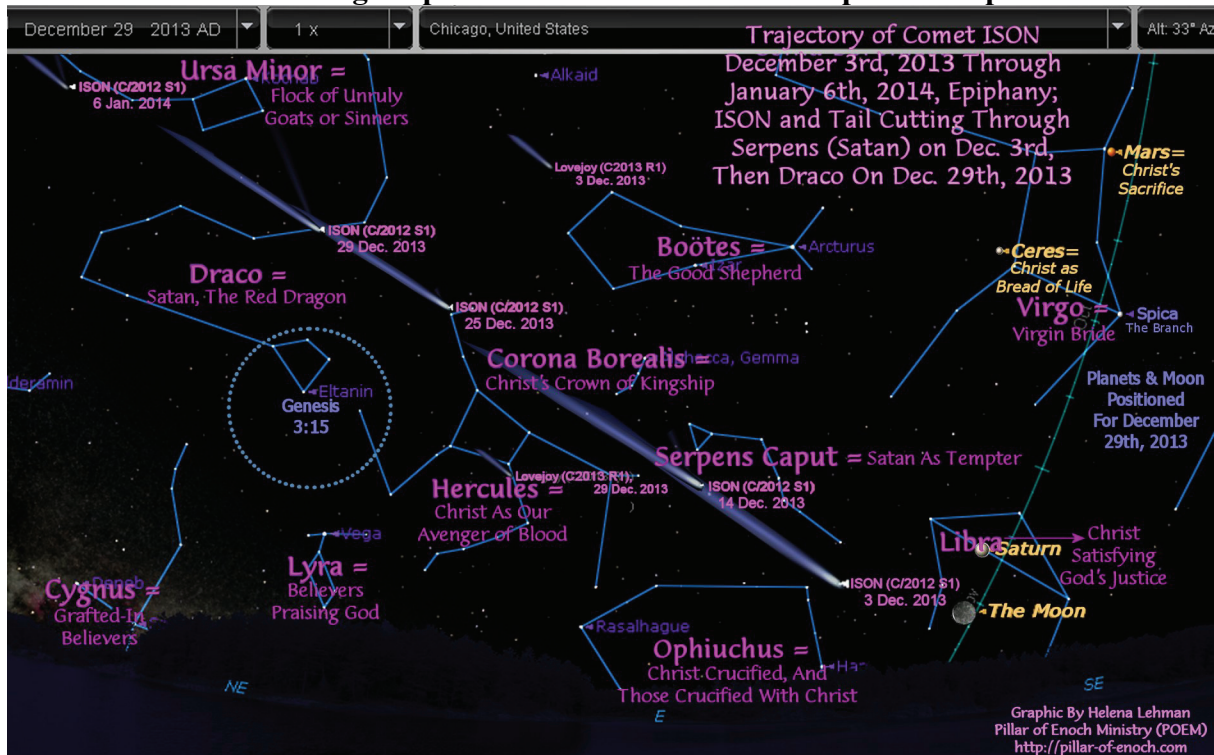 December 29 2013 AD
1 x
Chicago, United States
Alt: 33° Az
Trajectory of Comet ISON
December 3rd, 2013 Through
January 6th, 2014, Epiphany;
ISON and Tail Cutting Through
Serpens (Satan) on Dec. 3rd,
Then Draco On Dec. 29th, 2013
Ursa Minor =
Flock of Unruly
Goats or Sinners
ISON (C/2012 S1)
6 Jan. 2014
Alkaid
Lovejoy (C2013 R1)
3 Dec. 2013
Mars=
Christ's
Sacrifice
ISON (C/2012 S1)
29 Dec. 2013
Boötes =
The Good Shepherd
Arcturus
Ceres=
Christ as
Bread of Life
Draco =
Satan, The Red Dragon
ISON (C/2012 S1)
25 Dec. 2013
Virgo =
Virgin Bride
Spica
The Branch
Corona Borealis =
Christ's Crown of Kingship
Gemma
deramin
Eltanin
Genesis
3:15
Planets & Moon
Positioned
For December
29th, 2013
Serpens Caput = Satan As Tempter
ISON (C/2012 S1)
14 Dec. 2013
Lovejoy (C2013 R1),
29 Dec. 2013
Hercules =
Christ As Our
Avenger of Blood
Vega
Lyra =
Believers
Praising God
Libra
Christ
Satisfying
God's Justice
Saturn
ISON (C/2012 S1)
3 Dec. 2013
The Moon
Deneb
Cygnus =
Grafted-In
Believers
Rasalhague
Ophiuchus =
Christ Crucified, And
Those Crucified With Christ
Han
NE
E
SE
Graphic By Helena Lehman
Pillar of Enoch Ministry (POEM)
http://pillar-of-enoch.com